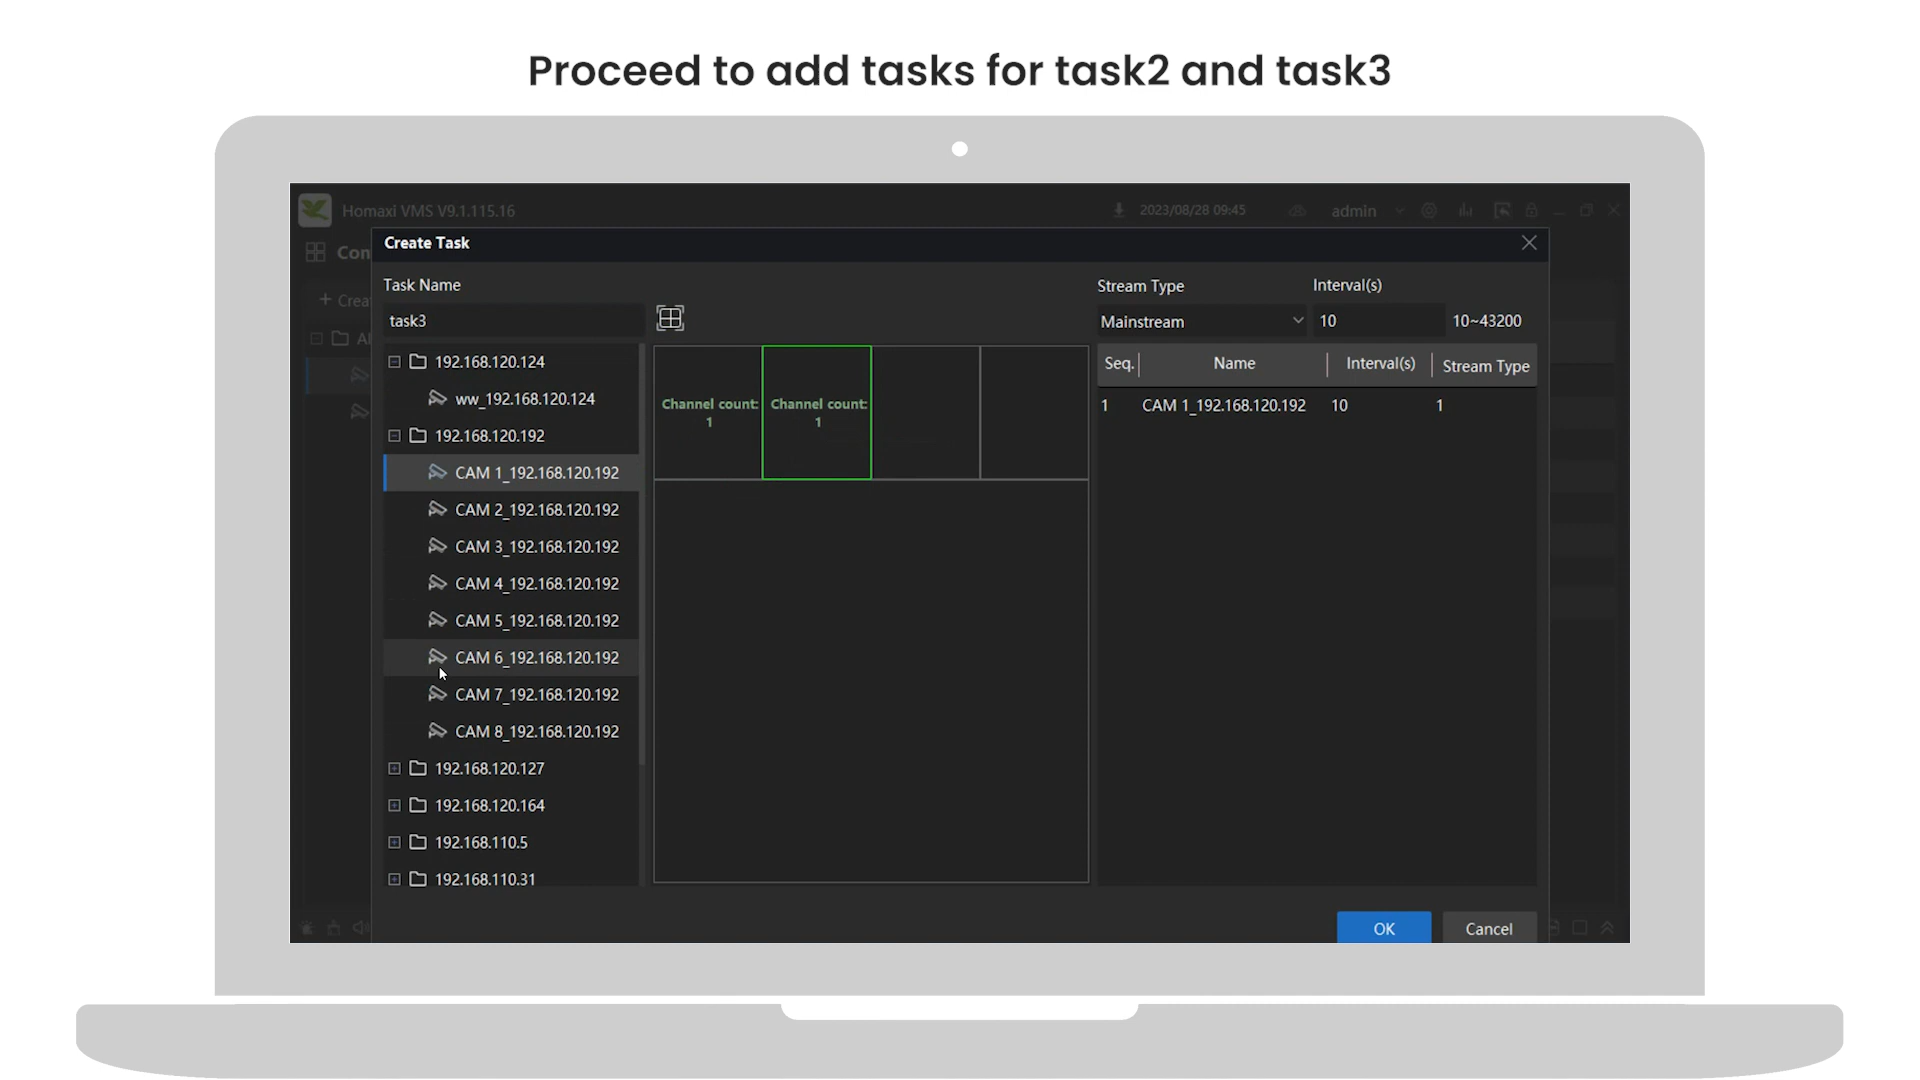 Proceed to add tasks for task2 and task3
Homaxi VMS V9.1.115.16
2023/08/28 09:45
admin
Con
Create Task
Task Name
Stream Type
Interval(s)
+ Crea
task3
Mainstream
10
10~43200
Al
192.168.120.124
ww_192.168.120.124
192.168.120.192
CAM 1_192.168.120.192
CAM 2_192.168.120.192
CAM 3_192.168.120.192
CAM 4_192.168.120.192
CAM 5_192.168.120.192
CAM 6_192.168.120.192
CAM 7_192.168.120.192
CAM 8_192.168.120.192
192.168.120.127
192.168.120.164
192.168.110.5
192.168.110.31
Channel count:
1
Channel count:
1
Seq. Name Interval(s) Stream Type
1 CAM 1_192.168.120.192 10 1
OK
Cancel